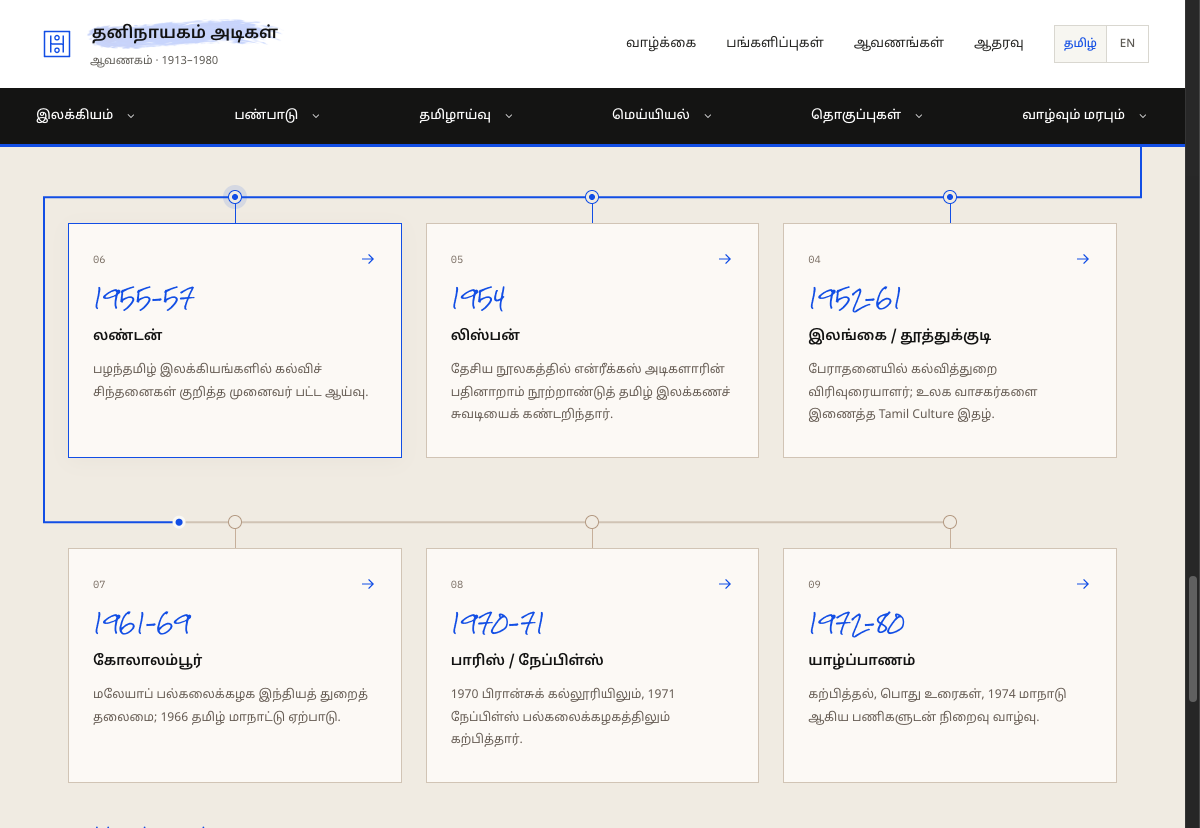 தனிநாயகம் அடிகள்
ஆவணகம் · 1913–1980
வாழ்க்கை பங்களிப்புகள் ஆவணங்கள் ஆதரவு தமிழ் EN
இலக்கியம் பண்பாடு தமிழாய்வு மெய்யியல் தொகுப்புகள் வாழ்வும் மரபும்
06
1955–57
லண்டன்
பழந்தமிழ் இலக்கியங்களில் கல்விச்
சிந்தனைகள் குறித்த முனைவர் பட்ட ஆய்வு.
05
1954
லிஸ்பன்
தேசிய நூலகத்தில் என்ரீக்கஸ் அடிகளாரின்
பதினாறாம் நூற்றாண்டுத் தமிழ் இலக்கணச்
சுவடியைக் கண்டறிந்தார்.
04
1952–61
இலங்கை / தூத்துக்குடி
பேராதனையில் கல்வித்துறை
விரிவுரையாளர்; உலக வாசகர்களை
இணைத்த Tamil Culture இதழ்.
07
1961–69
கோலாலம்பூர்
மலேயாப் பல்கலைக்கழக இந்தியத் துறைத்
தலைமை; 1966 தமிழ் மாநாட்டு ஏற்பாடு.
08
1970–71
பாரிஸ் / நேப்பிள்ஸ்
1970 பிரான்சுக் கல்லூரியிலும், 1971
நேப்பிள்ஸ் பல்கலைக்கழகத்திலும்
கற்பித்தார்.
09
1972–80
யாழ்ப்பாணம்
கற்பித்தல், பொது உரைகள், 1974 மாநாடு
ஆகிய பணிகளுடன் நிறைவு வாழ்வு.